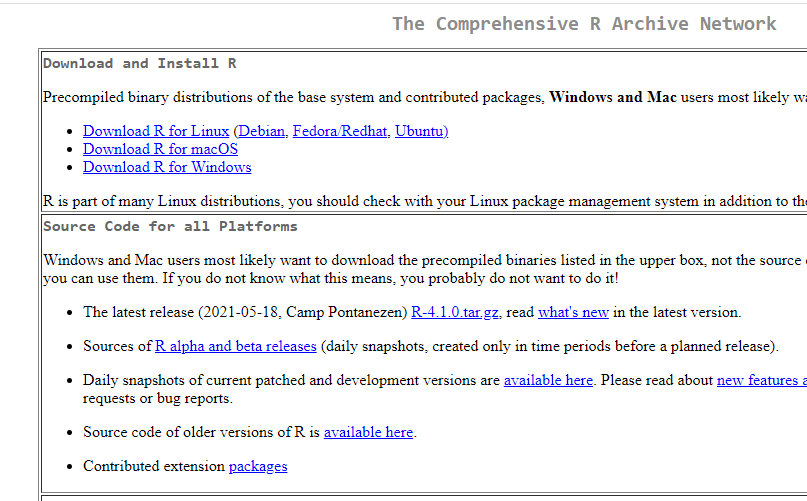 The Comprehensive R Archive Network
Download and Install R
Precompiled binary distributions of the base system and contributed packages, Windows and Mac users most likely wa
Download R for Linux (Debian, Fedora/Redhat, Ubuntu)
Download R for macOS
Download R for Windows
R is part of many Linux distributions, you should check with your Linux package management system in addition to the
Source Code for all Platforms
Windows and Mac users most likely want to download the precompiled binaries listed in the upper box, not the source
you can use them. If you do not know what this means, you probably do not want to do it!
The latest release (2021-05-18, Camp Pontanezen) R-4.1.0.tar.gz, read what's new in the latest version.
Sources of R alpha and beta releases (daily snapshots, created only in time periods before a planned release).
Daily snapshots of current patched and development versions are available here. Please read about new features a
requests or bug reports.
Source code of older versions of R is available here.
Contributed extension packages